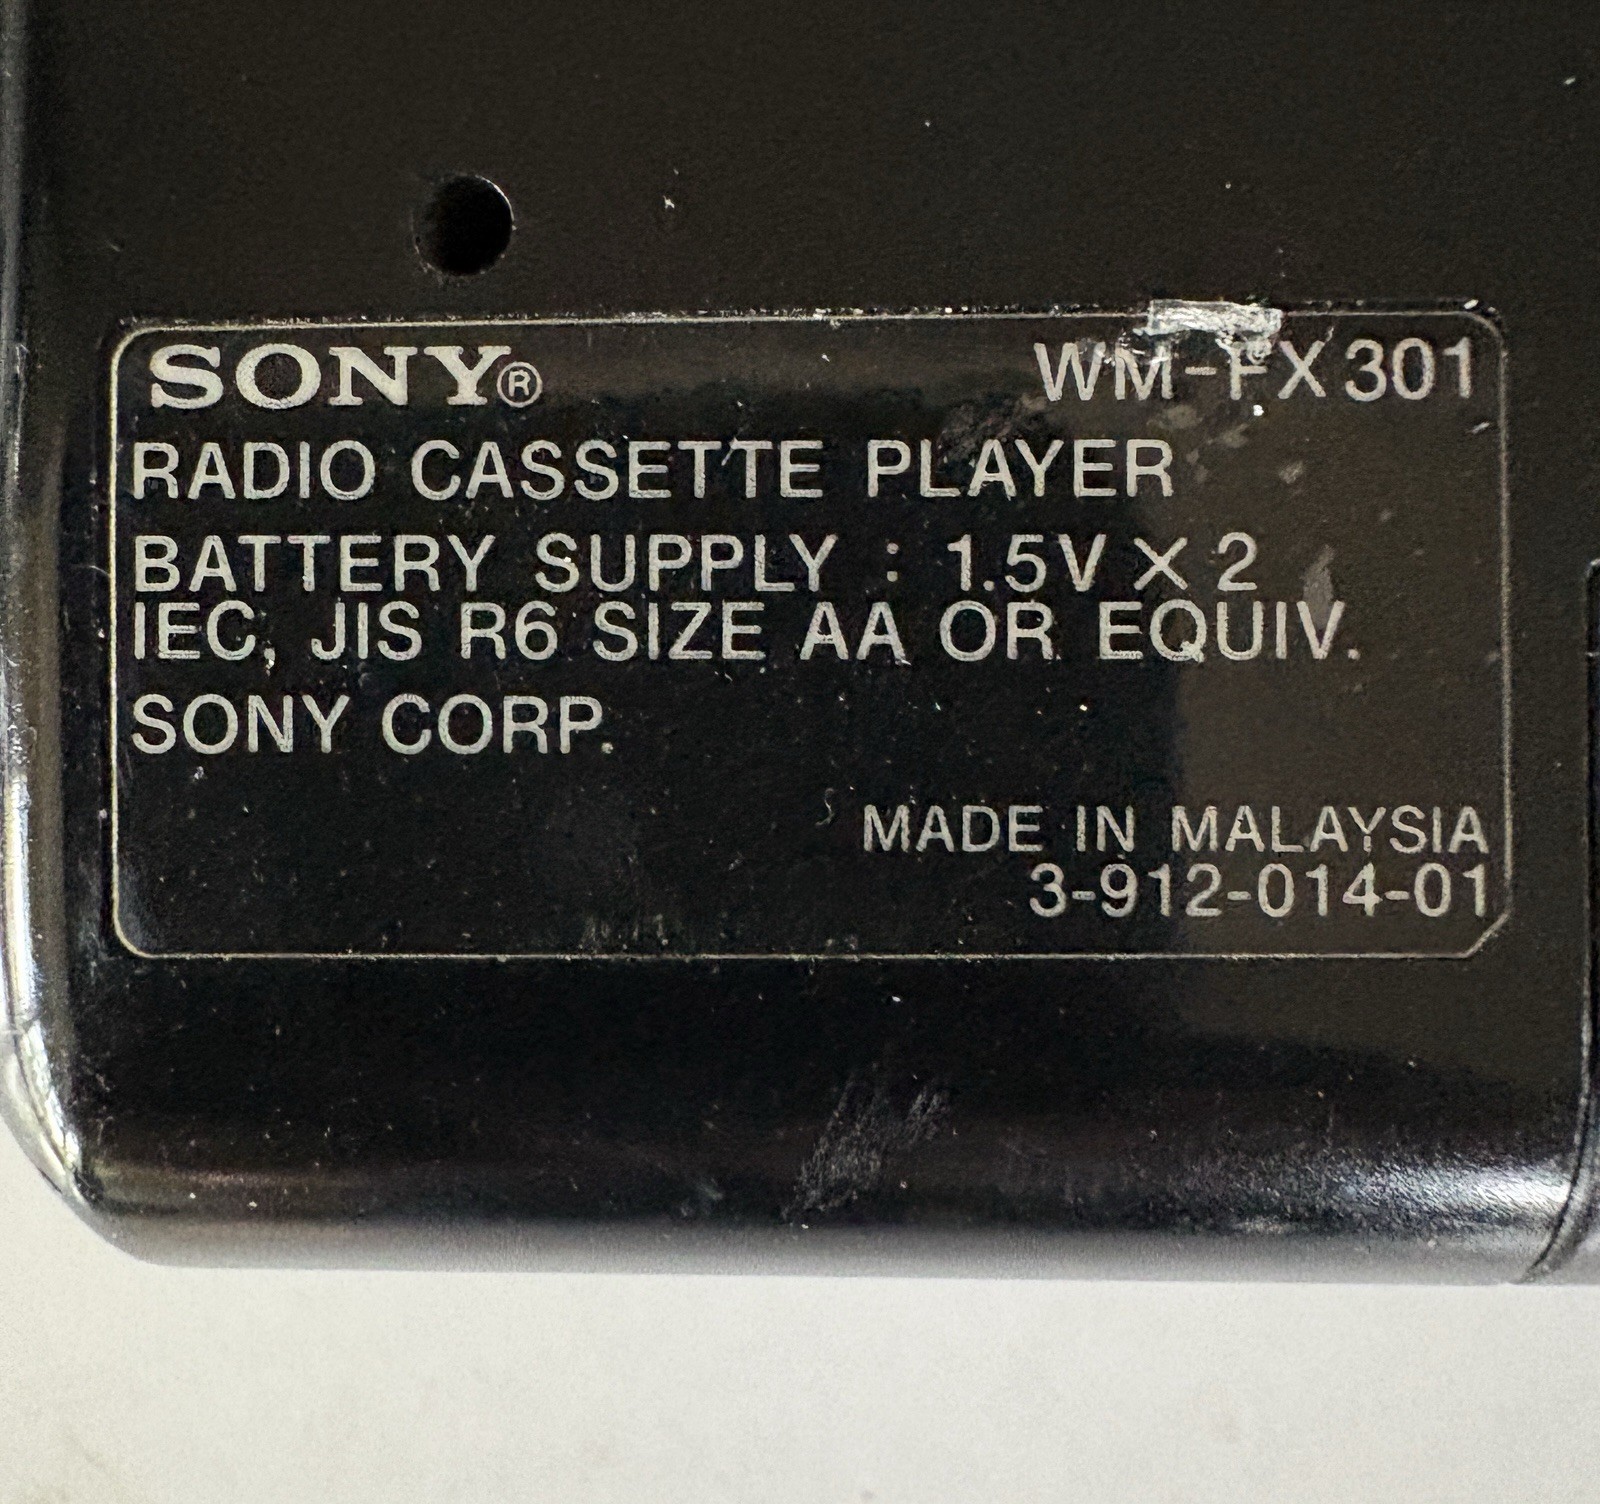 SONY® WM-FX301
RADIO CASSETTE PLAYER
BATTERY SUPPLY : 1.5V X 2
IEC, JIS R6 SIZE AA OR EQUIV.
SONY CORP.
MADE IN MALAYSIA
3-912-014-01